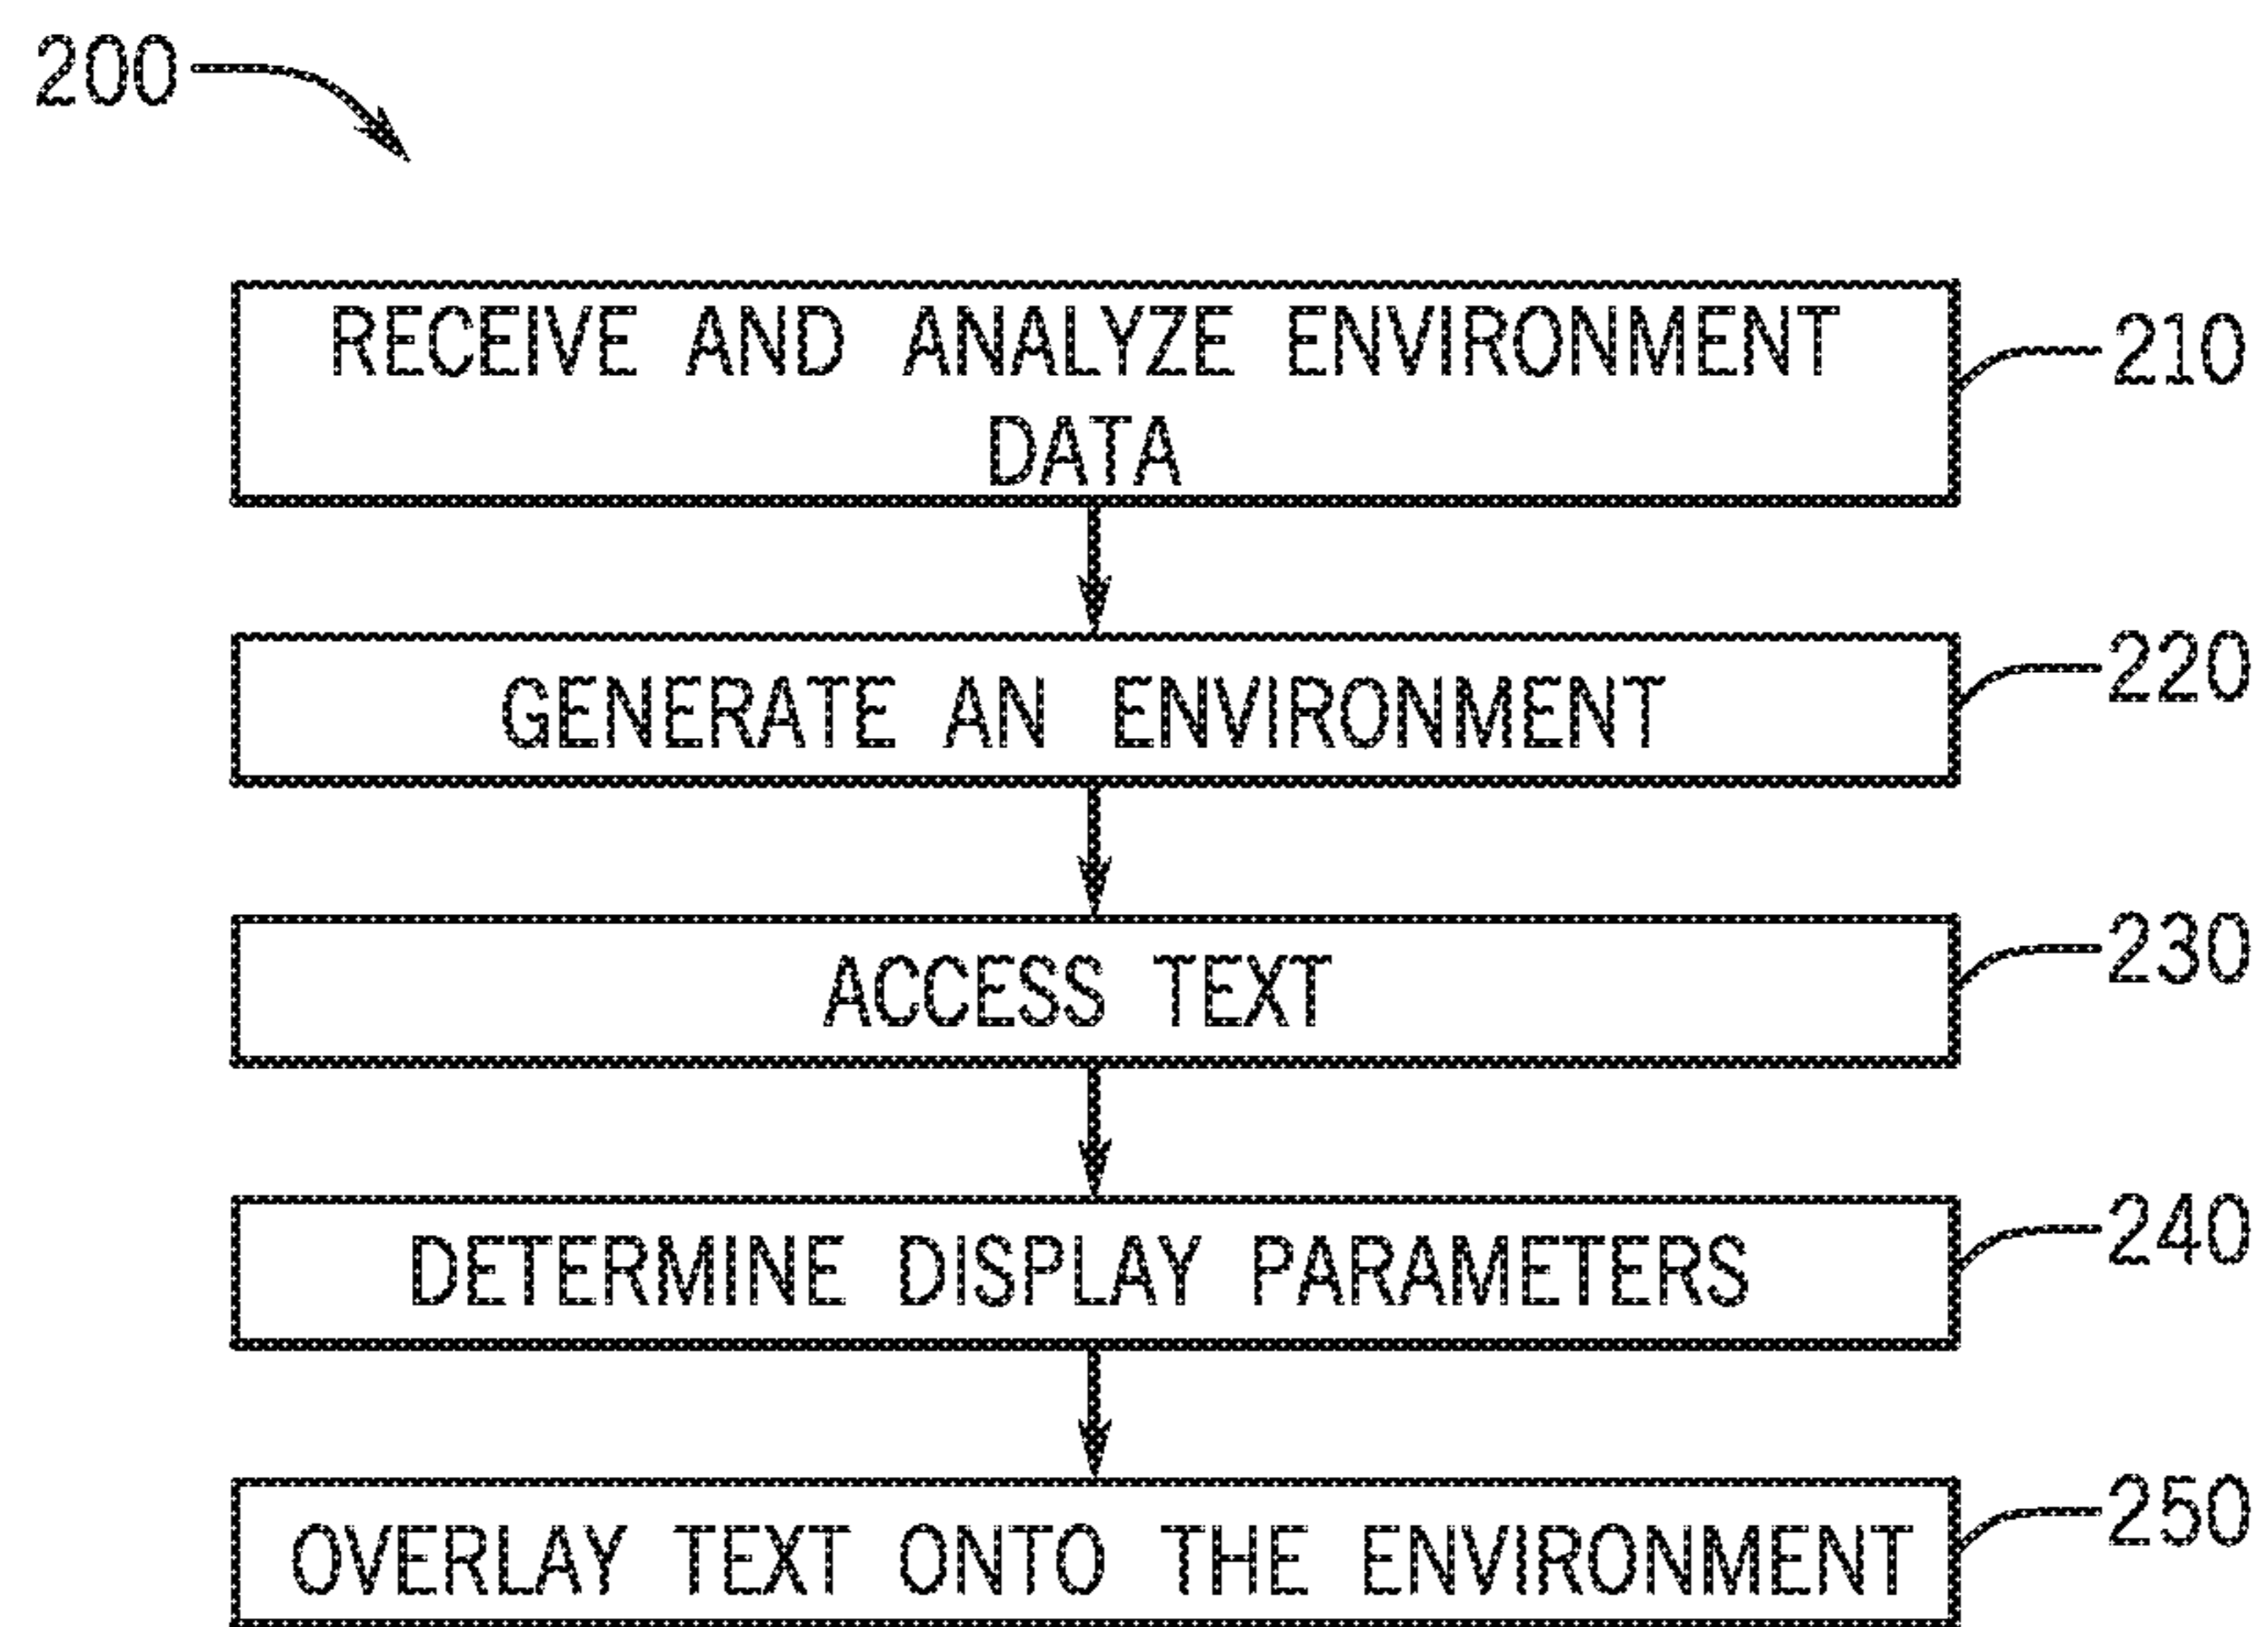 200
RECEIVE AND ANALYZE ENVIRONMENT
DATA
210
GENERATE AN ENVIRONMENT
220
ACCESS TEXT
230
DETERMINE DISPLAY PARAMETERS
240
OVERLAY TEXT ONTO THE ENVIRONMENT
250